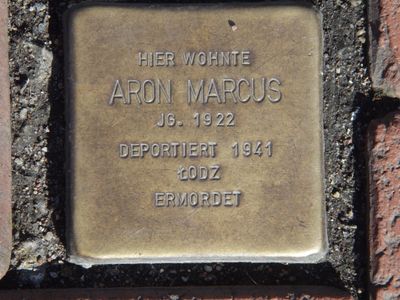 HIER WOHNTE
ARON MARCUS
JG. 1922
DEPORTIERT 1941
ŁODZ
ERMORDET